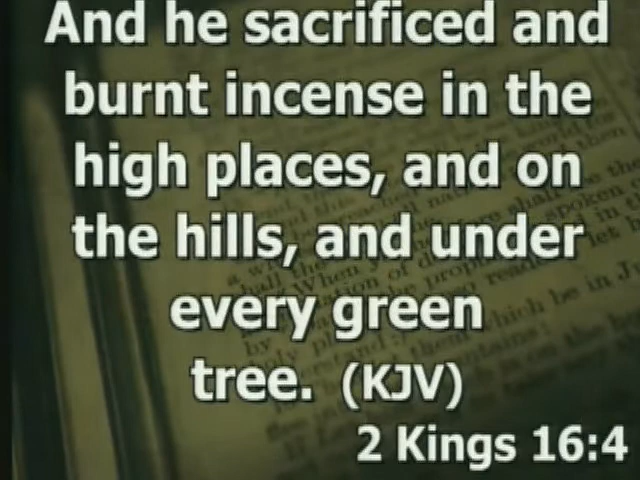 And he sacrificed and
burnt incense in the
high places, and on
the hills, and under
every green
tree. (KJV)
2 Kings 16:4